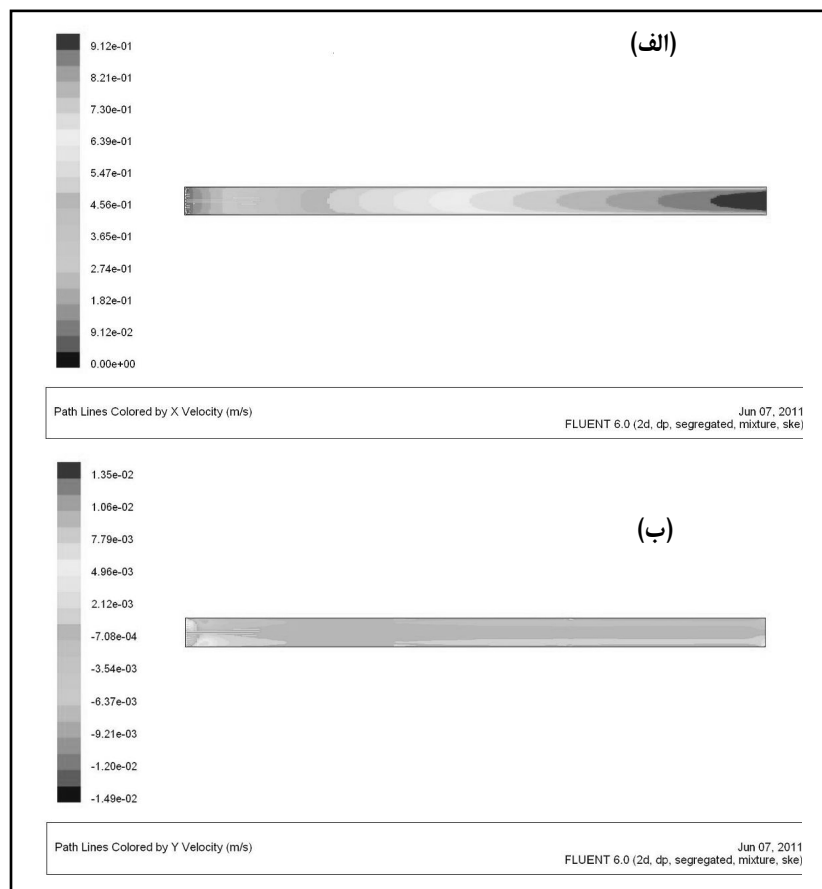 (الف)
9.12e-01
8.21e-01
7.30e-01
6.39e-01
5.47e-01
4.56e-01
3.65e-01
2.74e-01
1.82e-01
9.12e-02
0.00e+00
Path Lines Colored by X Velocity (m/s)
Jun 07, 2011
FLUENT 6.0 (2d, dp, segregated, mixture, ske)
(ب)
1.35e-02
1.06e-02
7.79e-03
4.96e-03
2.12e-03
-7.08e-04
-3.54e-03
-6.37e-03
-9.21e-03
-1.20e-02
-1.49e-02
Path Lines Colored by Y Velocity (m/s)
Jun 07, 2011
FLUENT 6.0 (2d, dp, segregated, mixture, ske)